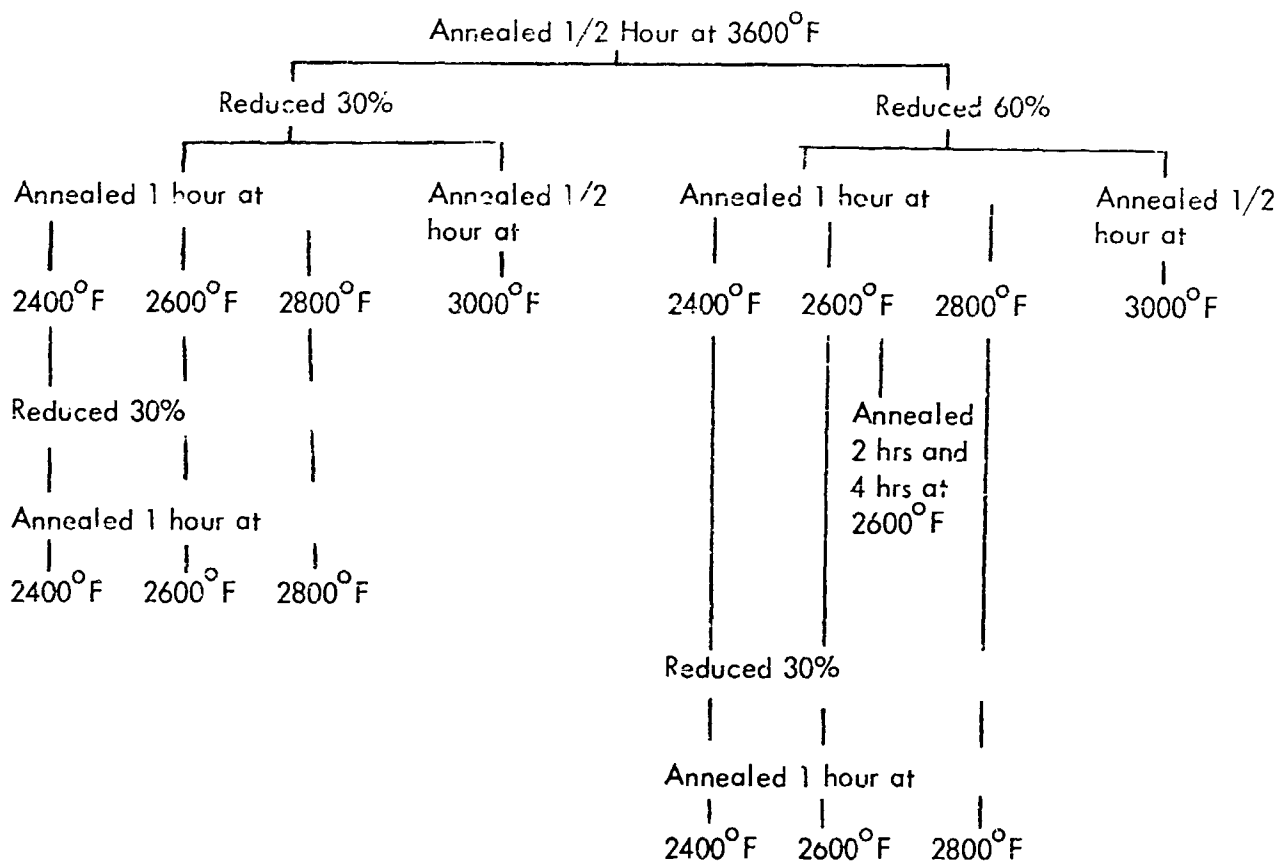 Annealed 1/2 Hour at 3600°F
Reduced 30%
Reduced 60%
Annealed 1 hour at
Annealed 1/2
hour at
Annealed 1 hour at
Annealed 1/2
hour at
2400°F 2600°F 2800°F
3000°F
2400°F 2600°F 2800°F
3000°F
Reduced 30%
Annealed
2 hrs and
4 hrs at
2600°F
Annealed 1 hour at
2400°F 2600°F 2800°F
Reduced 30%
Annealed 1 hour at
2400°F 2600°F 2800°F